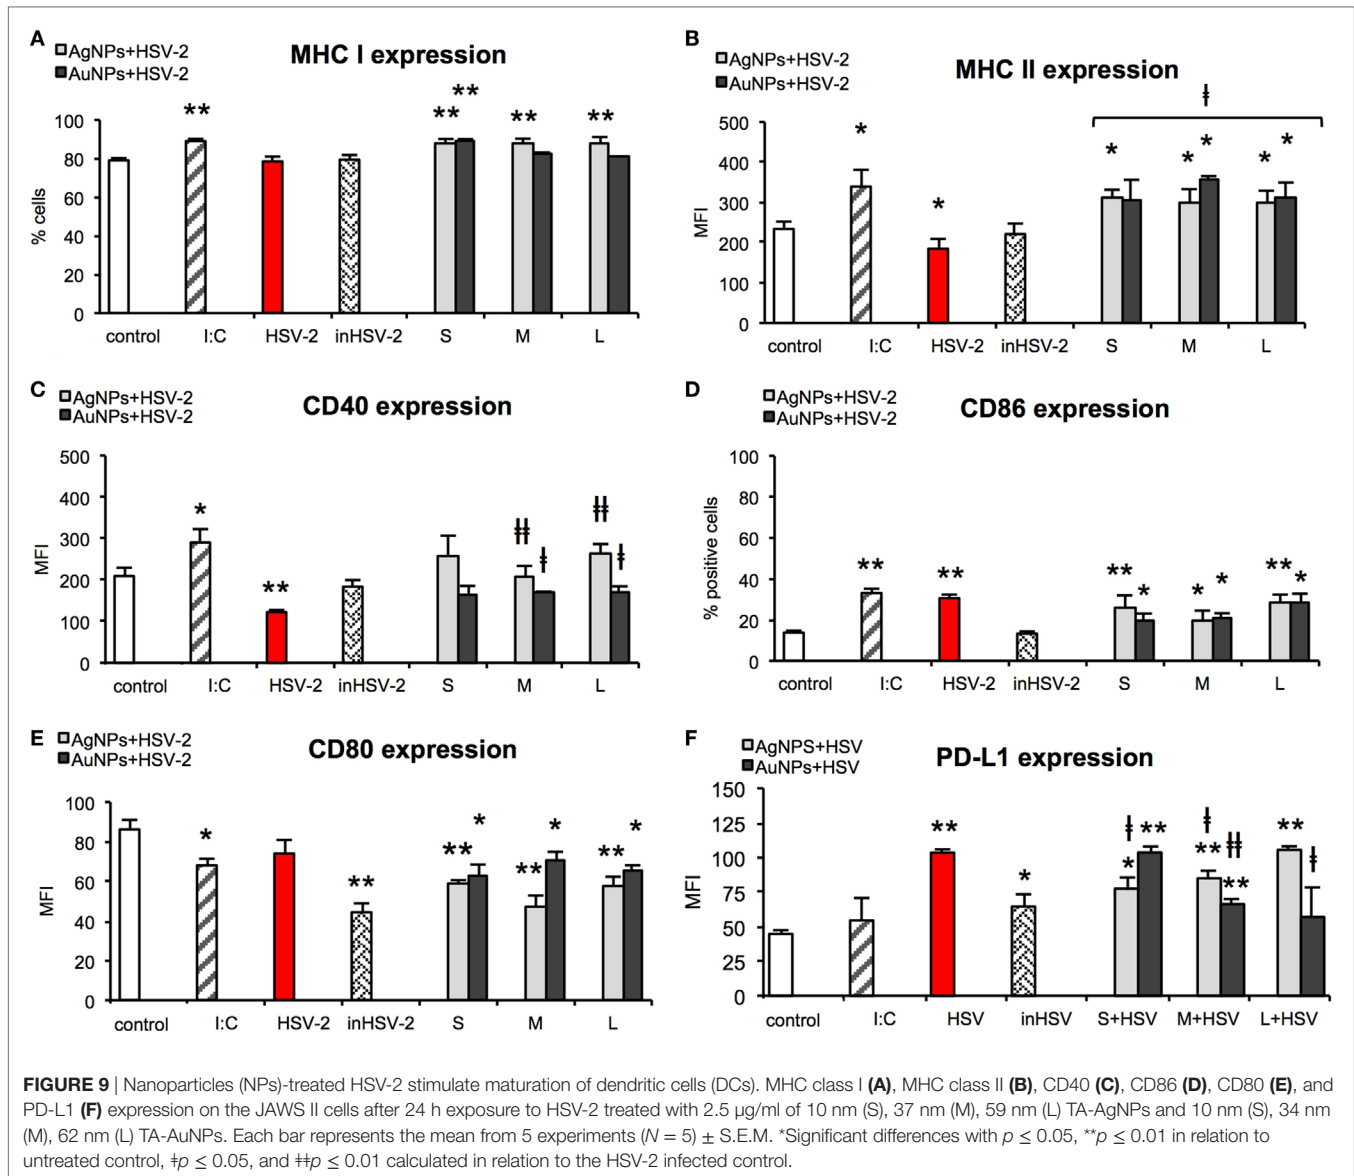 A
AgNPs+HSV-2
AuNPs+HSV-2
MHC I expression
% cells
100
80
60
40
20
0
**
**
**
**
**
control I:C HSV-2 inHSV-2 S M L
B
AgNPs+HSV-2
AuNPs+HSV-2
MHC II expression
MFI
500
400
300
200
100
0
ǂ
*
*
*
*
*
*
*
control I:C HSV-2 inHSV-2 S M L
C
AgNPs+HSV-2
AuNPs+HSV-2
CD40 expression
MFI
500
400
300
200
100
0
*
**
ǂǂ
ǂ
ǂǂ
ǂ
control I:C HSV-2 inHSV-2 S M L
D
AgNPs+HSV-2
AuNPs+HSV-2
CD86 expression
% positive cells
100
80
60
40
20
0
**
**
**
*
*
*
**
*
control I:C HSV-2 inHSV-2 S M L
E
AgNPs+HSV-2
AuNPs+HSV-2
CD80 expression
MFI
100
80
60
40
20
0
*
**
**
*
**
*
**
*
control I:C HSV-2 inHSV-2 S M L
F
AgNPS+HSV
AuNPs+HSV
PD-L1 expression
MFI
150
125
100
75
50
25
0
**
*
ǂ
*
**
ǂ
**
ǂǂ
**
**
ǂ
control I:C HSV inHSV S+HSV M+HSV L+HSV
FIGURE 9 | Nanoparticles (NPs)-treated HSV-2 stimulate maturation of dendritic cells (DCs). MHC class I (A), MHC class II (B), CD40 (C), CD86 (D), CD80 (E), and
PD-L1 (F) expression on the JAWS II cells after 24 h exposure to HSV-2 treated with 2.5 µg/ml of 10 nm (S), 37 nm (M), 59 nm (L) TA-AgNPs and 10 nm (S), 34 nm
(M), 62 nm (L) TA-AuNPs. Each bar represents the mean from 5 experiments (N = 5) ± S.E.M. *Significant differences with p ≤ 0.05, **p ≤ 0.01 in relation to
untreated control, ǂp ≤ 0.05, and ǂǂp ≤ 0.01 calculated in relation to the HSV-2 infected control.